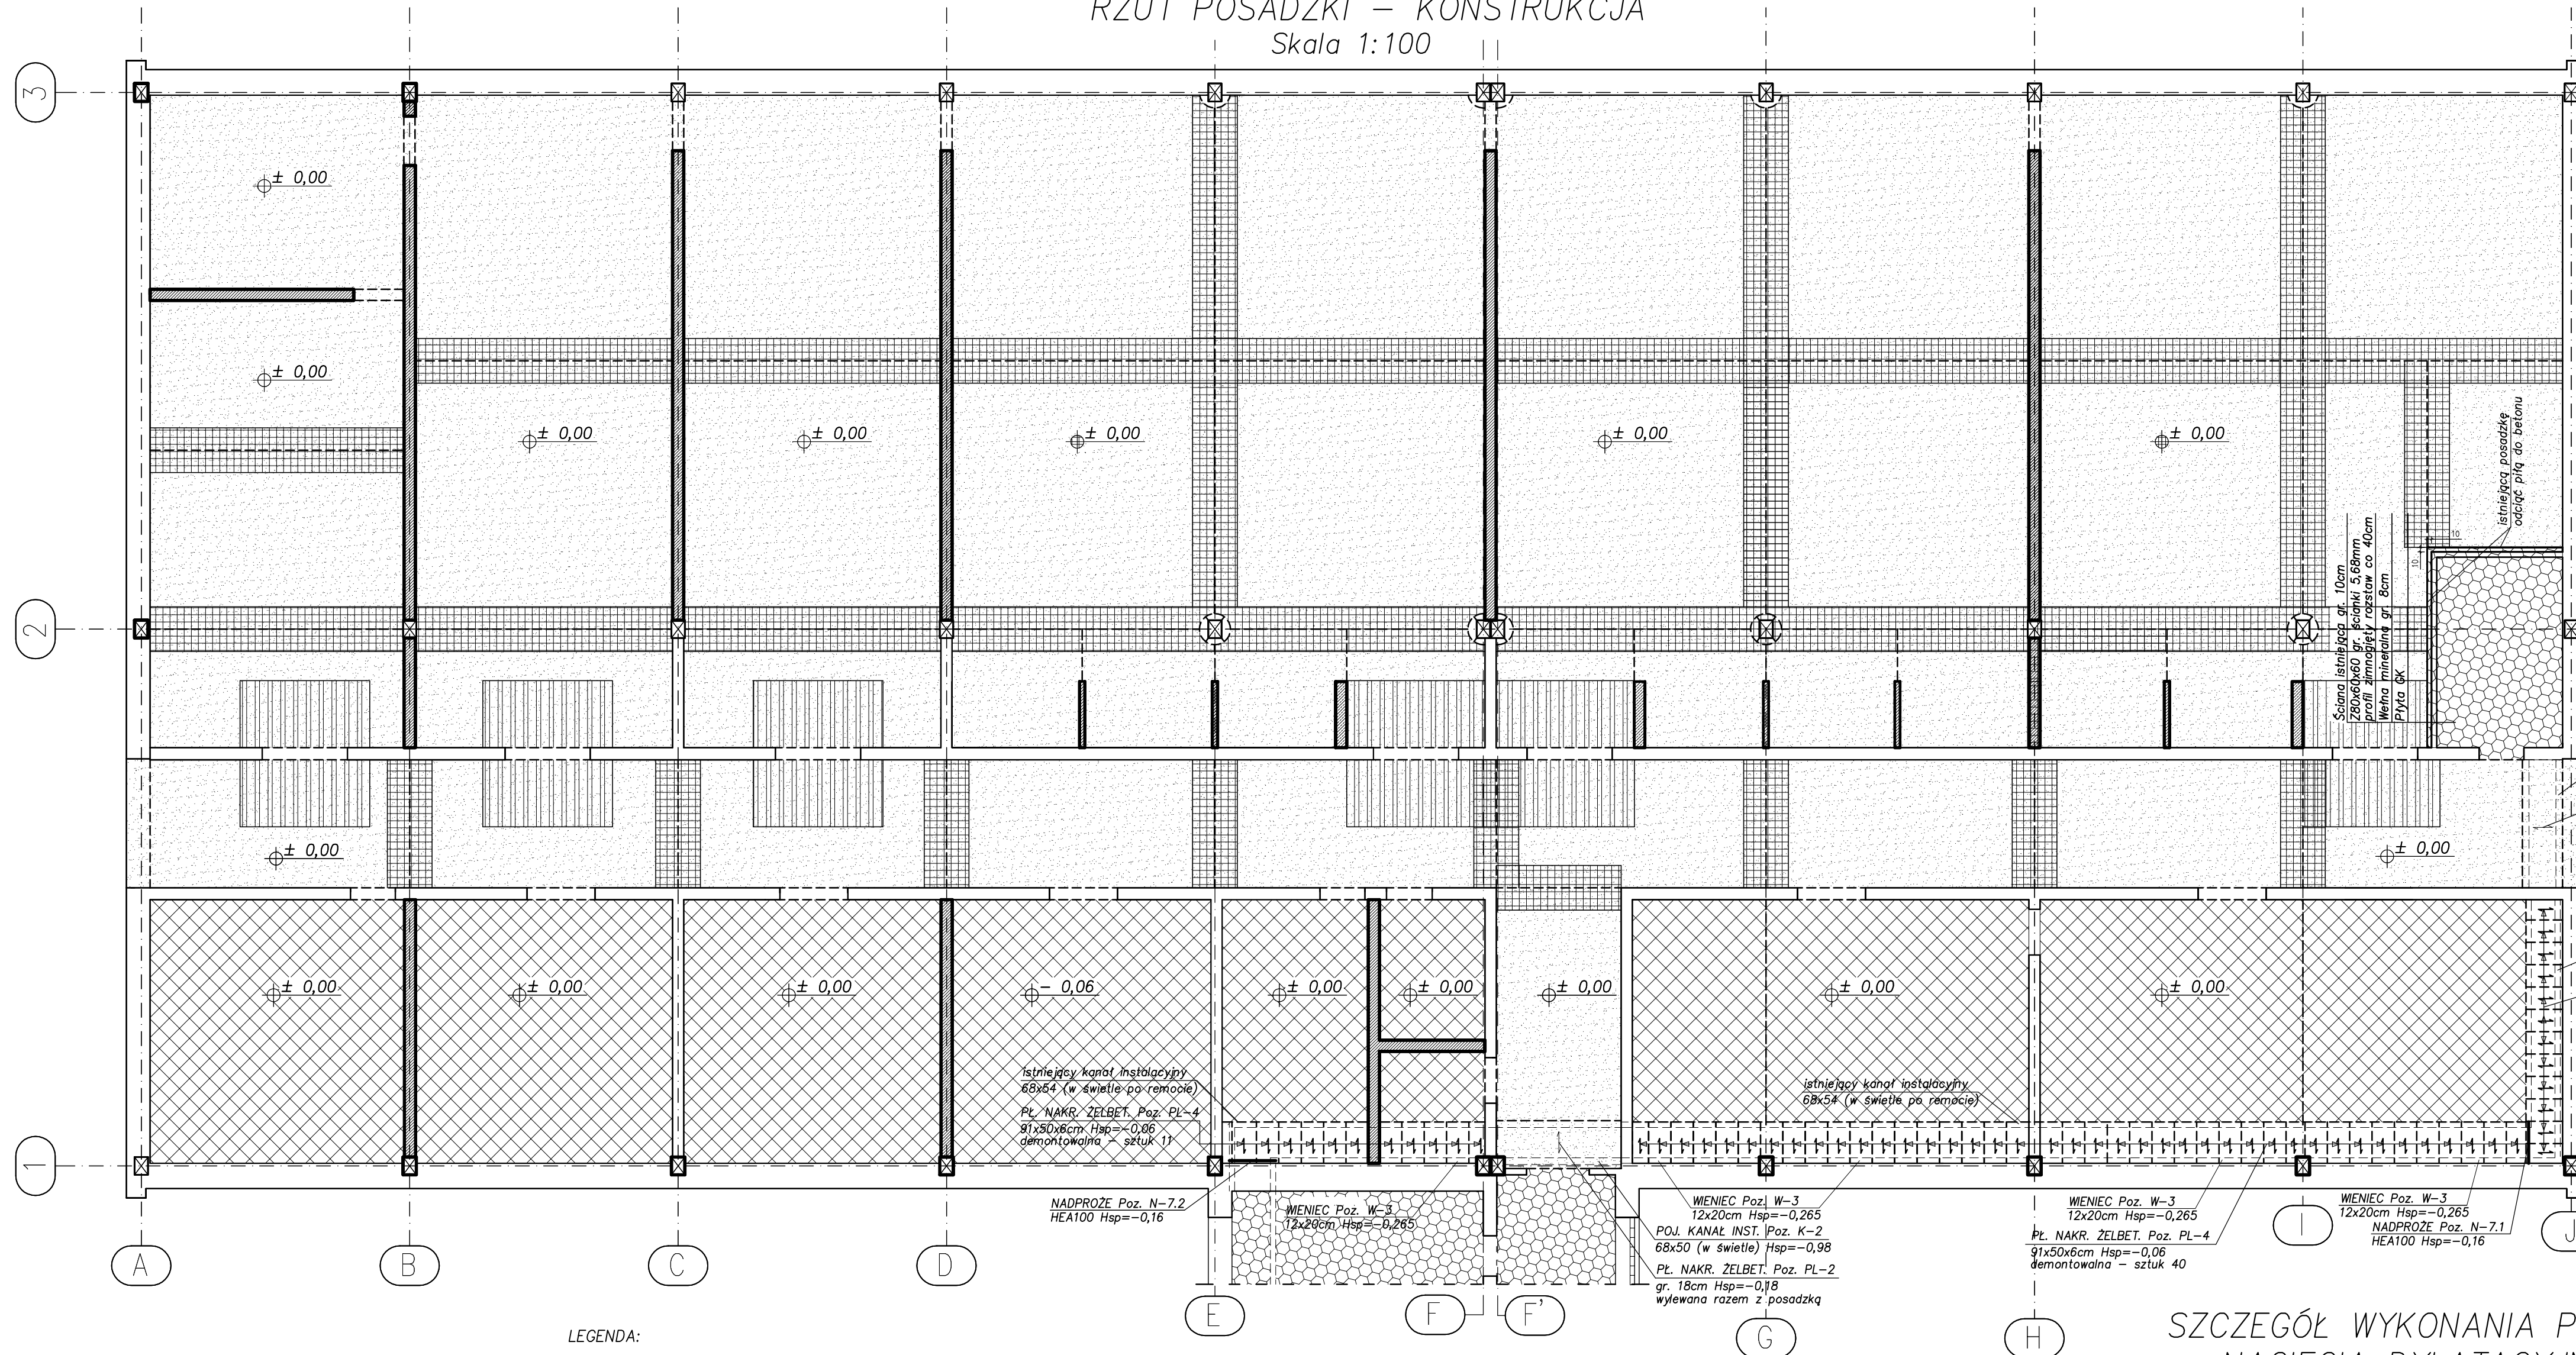 RZUT POSADZKI – KONSTRUKCJA
Skala 1:100
3
± 0,00
± 0,00
± 0,00
± 0,00
± 0,00
± 0,00
± 0,00
istniejącą posadzkę
odciąć piłą do betonu
10
10
Ściana istniejąca gr. 10cm
Z80x60x60 gr. ścianki 5,68mm
profil zimnogięty rozstaw co 40cm
Wełna mineralna gr. 8cm
Płyta GK
2
± 0,00
± 0,00
± 0,00
± 0,00
± 0,00
– 0,06
± 0,00
± 0,00
± 0,00
± 0,00
± 0,00
istniejący kanał instalacyjny
68x54 (w świetle po remocie)
PŁ. NAKR. ŻELBET. Poz. PL-4
91x50x6cm Hsp=-0,06
demontowalna – sztuk 11
istniejący kanał instalacyjny
68x54 (w świetle po remocie)
1
NADPROŻE Poz. N-7.2
HEA100 Hsp=-0,16
WIENIEC Poz. W-3
12x20cm Hsp=-0,265
WIENIEC Poz. W-3
12x20cm Hsp=-0,265
POJ. KANAŁ INST. Poz. K-2
68x50 (w świetle) Hsp=-0,98
PŁ. NAKR. ŻELBET. Poz. PL-2
gr. 18cm Hsp=-0,18
wylewana razem z posadzką
WIENIEC Poz. W-3
12x20cm Hsp=-0,265
PŁ. NAKR. ŻELBET. Poz. PL-4
91x50x6cm Hsp=-0,06
demontowalna – sztuk 40
WIENIEC Poz. W-3
12x20cm Hsp=-0,265
NADPROŻE Poz. N-7.1
HEA100 Hsp=-0,16
A
B
C
D
E
F
F'
G
H
I
J
LEGENDA:
SZCZEGÓŁ WYKONANIA P